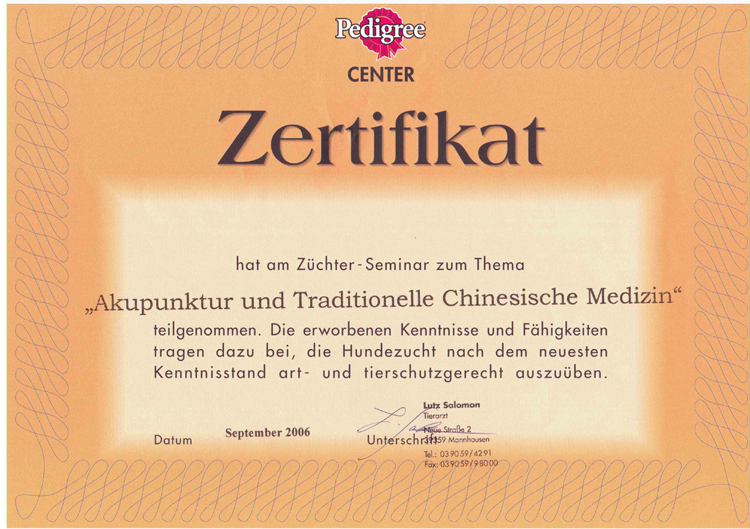 Pedigree
CENTER
Zertifikat
hat am Züchter-Seminar zum Thema
„Akupunktur und Traditionelle Chinesische Medizin“
teilgenommen. Die erworbenen Kenntnisse und Fähigkeiten
tragen dazu bei, die Hundezucht nach dem neuesten
Kenntnisstand art- und tierschutzgerecht auszuüben.
Datum
September 2006
Unterschrift
Lutz Salomon
Tierarzt
Neue Straße 2
39359 Mannhausen
Tel.: 039059/4291
Fax: 039059/98000